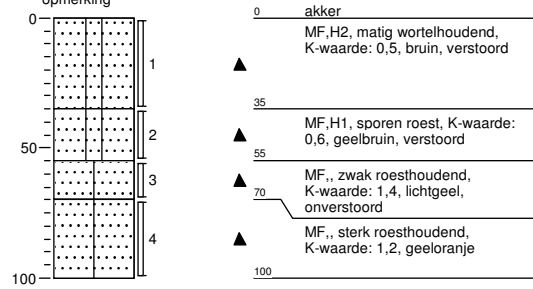 opmerking
0
50
100
1
2
3
4
0 akker
MF,H2, matig wortelhoudend,
K-waarde: 0,5, bruin, verstoord
35
MF,H1, sporen roest, K-waarde:
0,6, geelbruin, verstoord
55
MF,, zwak roesthoudend,
K-waarde: 1,4, lichtgeel,
onverstoord
70
MF,, sterk roesthoudend,
K-waarde: 1,2, geeloranje
100